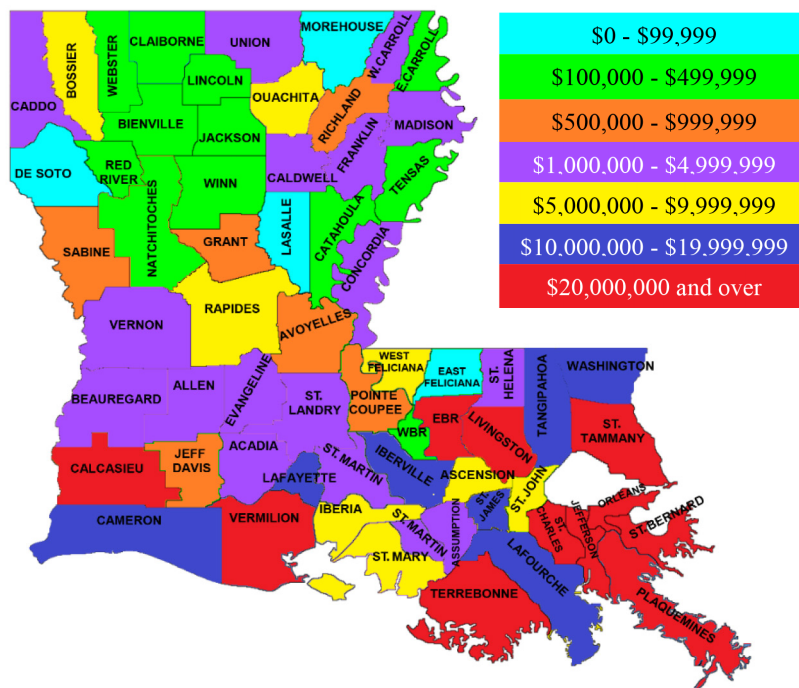 MOREHOUSE
CLAIBORNE
UNION
W.CARROLL
E.CARROLL
WEBSTER
BOSSIER
LINCOLN
OUACHITA
RICHLAND
CADDO
BIENVILLE
JACKSON
FRANKLIN
MADISON
DE SOTO
RED
RIVER
WINN
CALDWELL
TENSAS
NATCHITOCHES
LASALLE
CATAHOULA
CONCORDIA
SABINE
GRANT
RAPIDES
VERNON
AVOYELLES
WEST
FELICIANA
EAST
FELICIANA
ST.
HELENA
TANGIPAHOA
WASHINGTON
BEAUREGARD
ALLEN
EVANGELINE
ST.
LANDRY
POINTE
COUPEE
EBR
LIVINGSTON
ST.
TAMMANY
WBR
CALCASIEU
JEFF
DAVIS
ACADIA
ST. MARTIN
IBERVILLE
ASCENSION
LAFAYETTE
ST.
JAMES
ST. JOHN
ORLEANS
CAMERON
VERMILION
IBERIA
ST. MARTIN
ASSUMPTION
ST.
CHARLES
JEFFERSON
ST. BERNARD
ST. MARY
LAFOURCHE
TERREBONNE
PLAQUEMINES
$0 - $99,999
$100,000 - $499,999
$500,000 - $999,999
$1,000,000 - $4,999,999
$5,000,000 - $9,999,999
$10,000,000 - $19,999,999
$20,000,000 and over